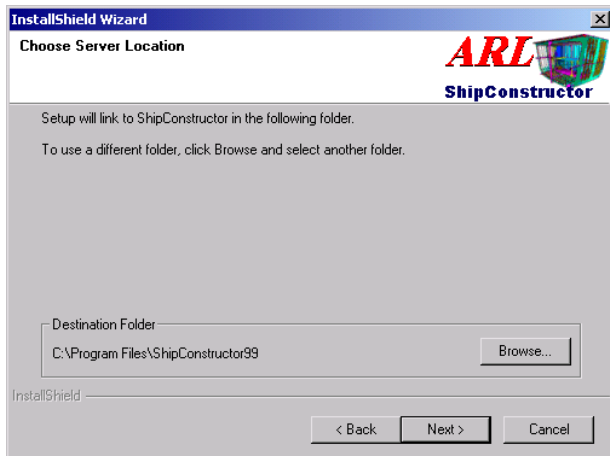 InstallShield Wizard
Choose Server Location
ARL
ShipConstructor
Setup will link to ShipConstructor in the following folder.
To use a different folder, click Browse and select another folder.
Destination Folder
C:\Program Files\ShipConstructor99
Browse...
InstallShield
< Back
Next >
Cancel